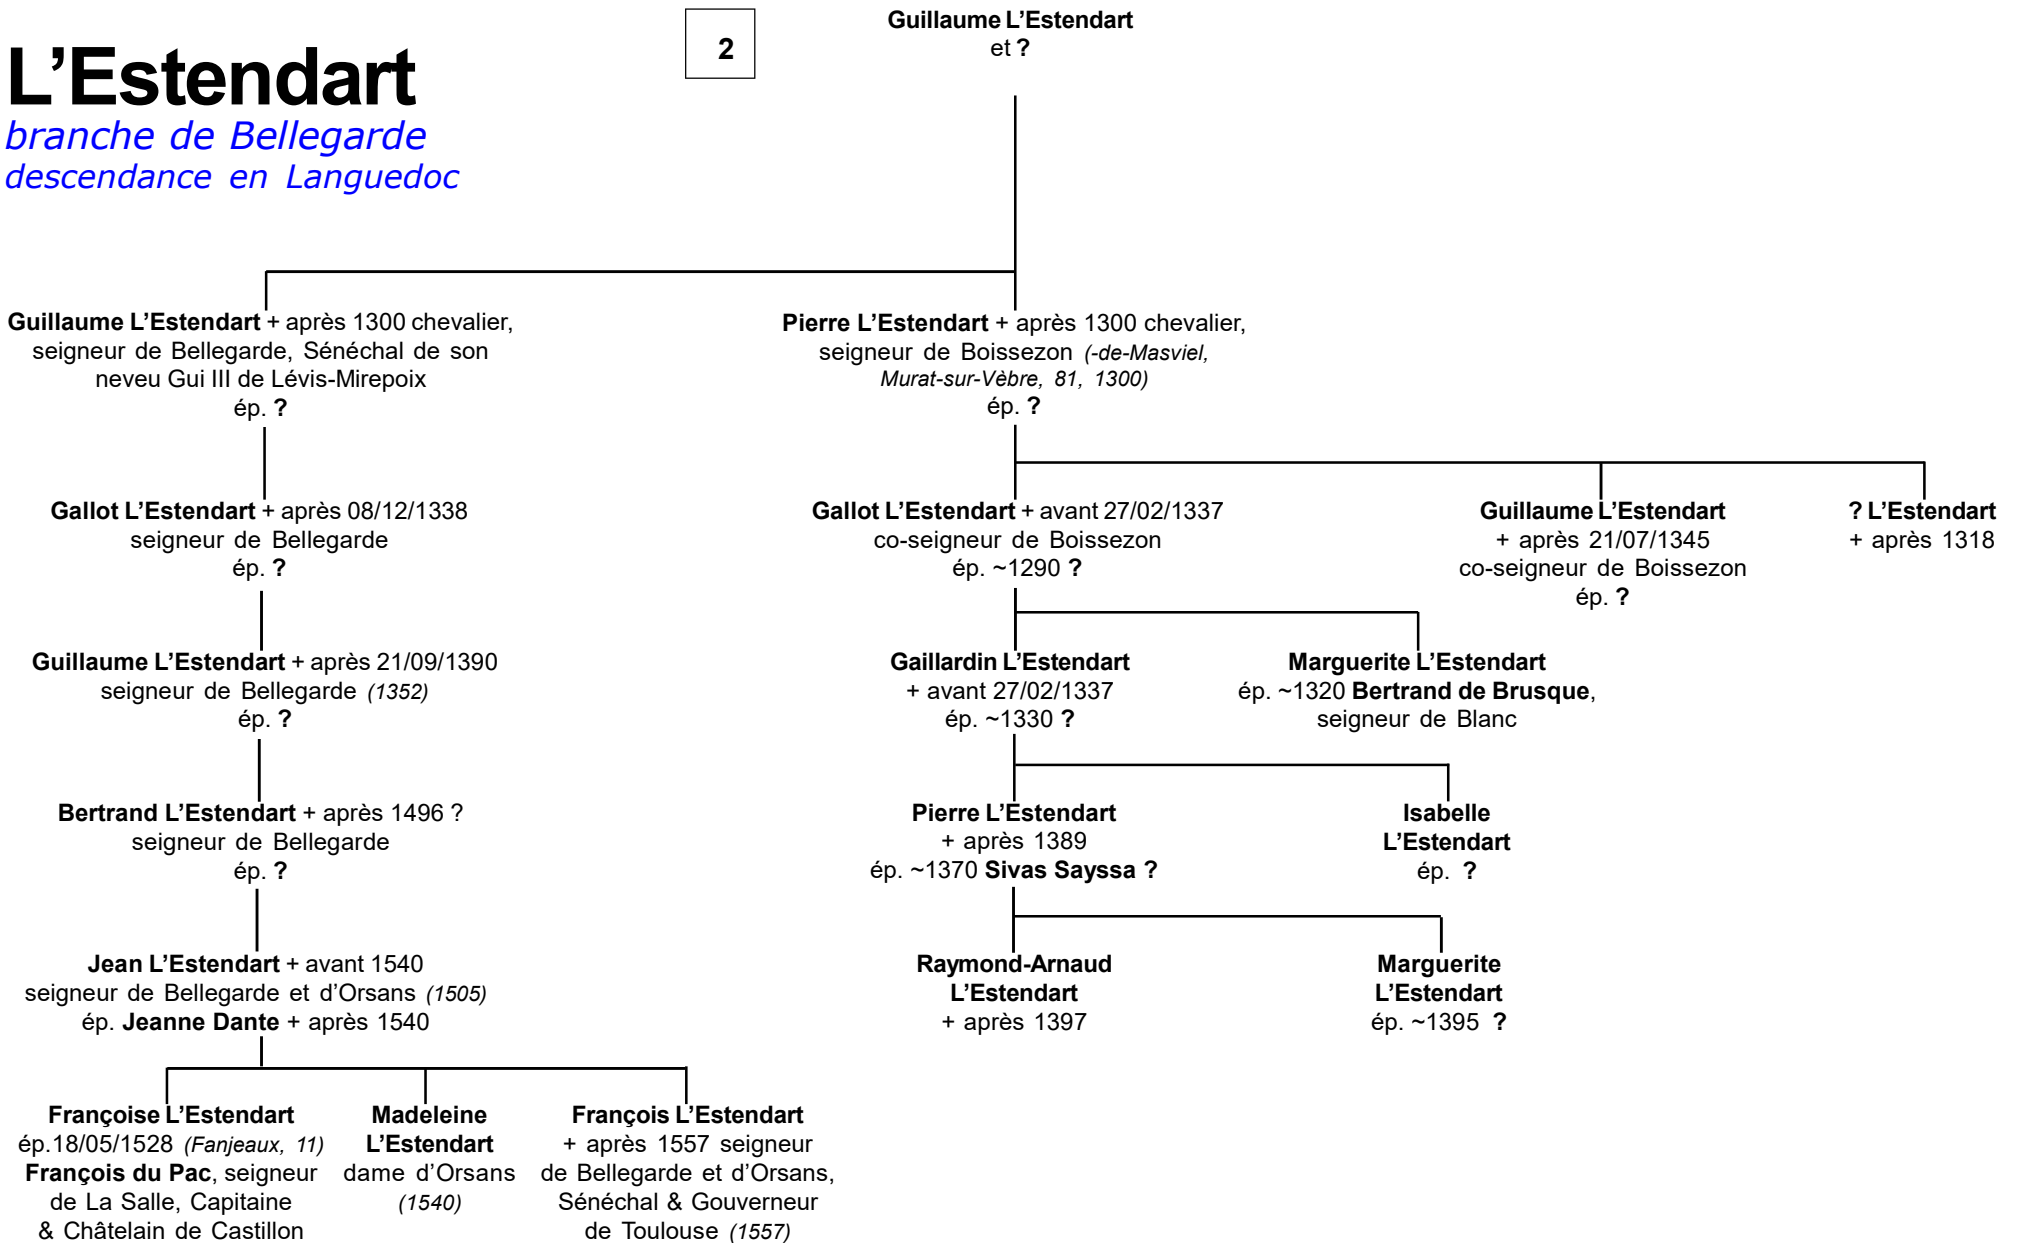 L’Estendart
branche de Bellegarde
descendance en Languedoc
2
Guillaume L’Estendart
et ?
Guillaume L’Estendart + après 1300 chevalier,
seigneur de Bellegarde, Sénéchal de son
neveu Gui III de Lévis-Mirepoix
ép. ?
Pierre L’Estendart + après 1300 chevalier,
seigneur de Boissezon (-de-Masviel,
Murat-sur-Vèbre, 81, 1300)
ép. ?
Gallot L’Estendart + après 08/12/1338
seigneur de Bellegarde
ép. ?
Gallot L’Estendart + avant 27/02/1337
co-seigneur de Boissezon
ép. ~1290 ?
Guillaume L’Estendart
+ après 21/07/1345
co-seigneur de Boissezon
ép. ?
? L’Estendart
+ après 1318
Guillaume L’Estendart + après 21/09/1390
seigneur de Bellegarde (1352)
ép. ?
Gaillardin L’Estendart
+ avant 27/02/1337
ép. ~1330 ?
Marguerite L’Estendart
ép. ~1320 Bertrand de Brusque,
seigneur de Blanc
Bertrand L’Estendart + après 1496 ?
seigneur de Bellegarde
ép. ?
Pierre L’Estendart
+ après 1389
ép. ~1370 Sivas Sayssa ?
Isabelle
L’Estendart
ép. ?
Jean L’Estendart + avant 1540
seigneur de Bellegarde et d’Orsans (1505)
ép. Jeanne Dante + après 1540
Raymond-Arnaud
L’Estendart
+ après 1397
Marguerite
L’Estendart
ép. ~1395 ?
Françoise L’Estendart
ép.18/05/1528 (Fanjeaux, 11)
François du Pac, seigneur
de La Salle, Capitaine
& Châtelain de Castillon
Madeleine
L’Estendart
dame d’Orsans
(1540)
François L’Estendart
+ après 1557 seigneur
de Bellegarde et d’Orsans,
Sénéchal & Gouverneur
de Toulouse (1557)